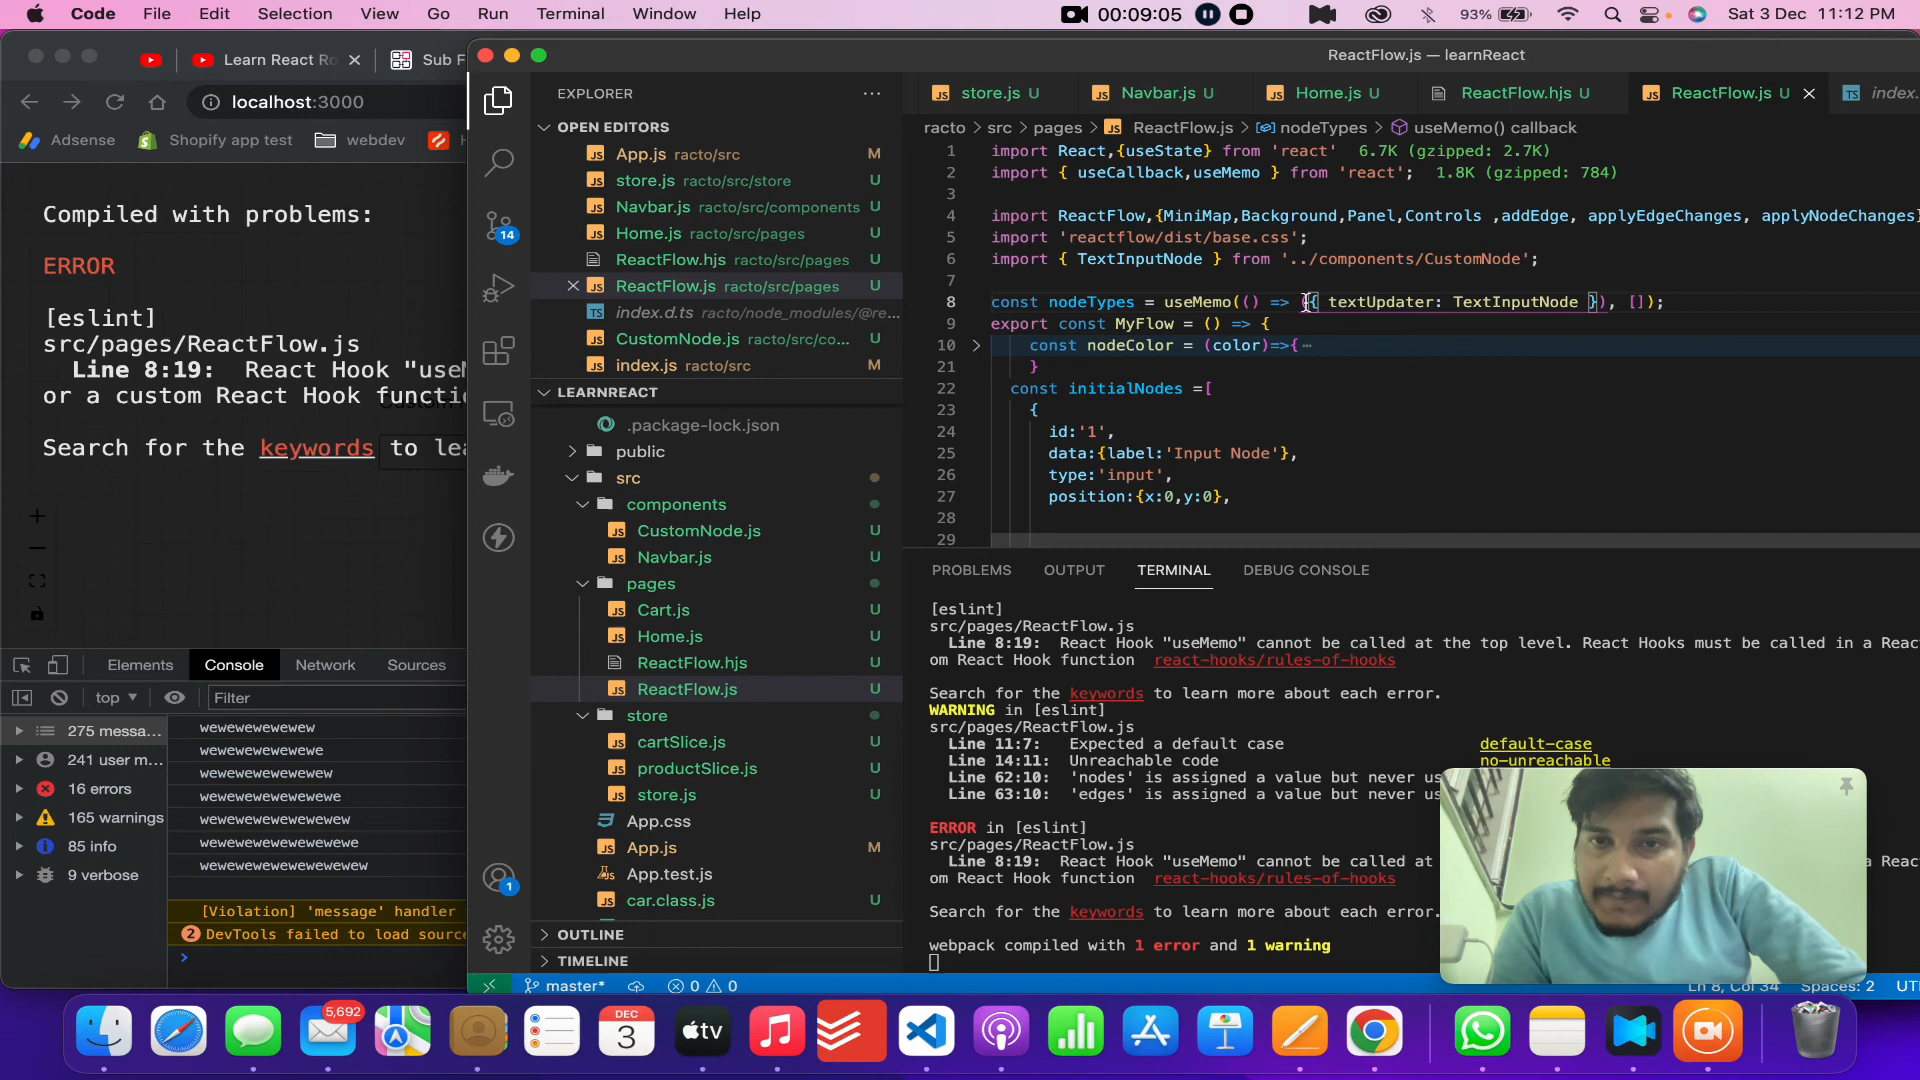 Code File Edit Selection View Go Run Terminal Window Help
00:09:05
93%
Sat 3 Dec 11:12 PM
Learn React Ro
Sub F
localhost:3000
Adsense
Shopify app test
webdev
Compiled with problems:
ERROR
[eslint]
src/pages/ReactFlow.js
Line 8:19: React Hook "useM
or a custom React Hook functi
Search for the keywords to lea
Elements Console Network Sources
top
Filter
275 messa...
241 user m...
16 errors
165 warnings
85 info
9 verbose
wewewewewewew
wewewewewewewe
wewewewewewewew
wewewewewewewewe
wewewewewewewewew
wewewewewewewewewe
wewewewewewewewewew
[Violation] 'message' handler
2 DevTools failed to load source
>
ReactFlow.js — learnReact
EXPLORER
OPEN EDITORS
App.js racto/src M
store.js racto/src/store U
Navbar.js racto/src/components U
Home.js racto/src/pages U
ReactFlow.hjs racto/src/pages U
ReactFlow.js racto/src/pages U
index.d.ts racto/node_modules/@re...
CustomNode.js racto/src/co... U
index.js racto/src M
LEARNREACT
.package-lock.json
public
src
components
CustomNode.js U
Navbar.js U
pages
Cart.js U
Home.js U
ReactFlow.hjs U
ReactFlow.js U
store
cartSlice.js U
productSlice.js U
store.js U
App.css
App.js M
App.test.js
car.class.js U
OUTLINE
TIMELINE
14
1
store.js U
Navbar.js U
Home.js U
ReactFlow.hjs U
ReactFlow.js U
index.
racto > src > pages > ReactFlow.js > nodeTypes > useMemo() callback
1 import React,{useState} from 'react' 6.7K (gzipped: 2.7K)
2 import { useCallback,useMemo } from 'react'; 1.8K (gzipped: 784)
3
4 import ReactFlow,{MiniMap,Background,Panel,Controls ,addEdge, applyEdgeChanges, applyNodeChanges}
5 import 'reactflow/dist/base.css';
6 import { TextInputNode } from '../components/CustomNode';
7
8 const nodeTypes = useMemo(() => ({ textUpdater: TextInputNode }), []);
9 export const MyFlow = () => {
10 const nodeColor = (color)=>{ ⋯
21 }
22 const initialNodes =[
23 {
24 id:'1',
25 data:{label:'Input Node'},
26 type:'input',
27 position:{x:0,y:0},
28
29
PROBLEMS OUTPUT TERMINAL DEBUG CONSOLE
[eslint]
src/pages/ReactFlow.js
Line 8:19: React Hook "useMemo" cannot be called at the top level. React Hooks must be called in a Reac
om React Hook function react-hooks/rules-of-hooks
Search for the keywords to learn more about each error.
WARNING in [eslint]
src/pages/ReactFlow.js
Line 11:7: Expected a default case default-case
Line 14:11: Unreachable code no-unreachable
Line 62:10: 'nodes' is assigned a value but never us
Line 63:10: 'edges' is assigned a value but never us
ERROR in [eslint]
src/pages/ReactFlow.js
Line 8:19: React Hook "useMemo" cannot be called at a Reac
om React Hook function react-hooks/rules-of-hooks
Search for the keywords to learn more about each error.
webpack compiled with 1 error and 1 warning
master* 0 0
Ln 8, Col 34 Spaces: 2 UT
5,692
DEC
3
tv